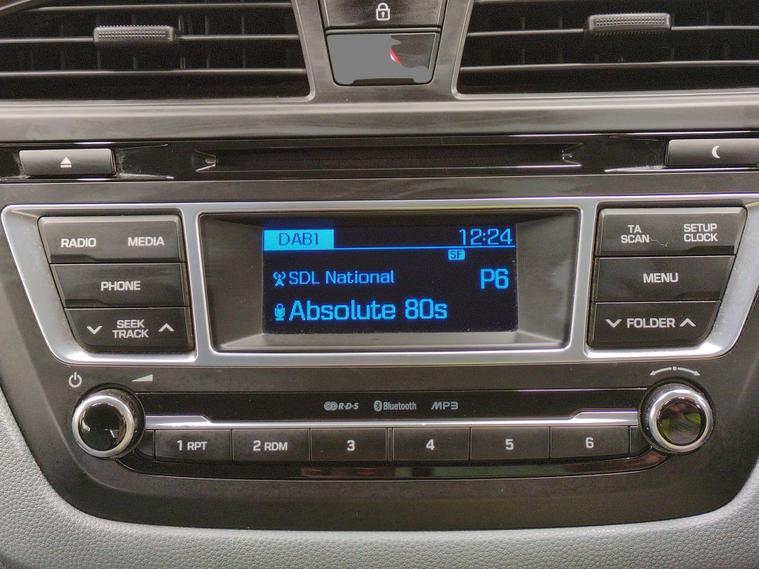 DAB1 12:24
SF
SDL National P6
Absolute 80s
RADIO MEDIA
PHONE
SEEK
TRACK
TA
SCAN
SETUP
CLOCK
MENU
FOLDER
R·D·S Bluetooth MP3
1 RPT 2 RDM 3 4 5 6